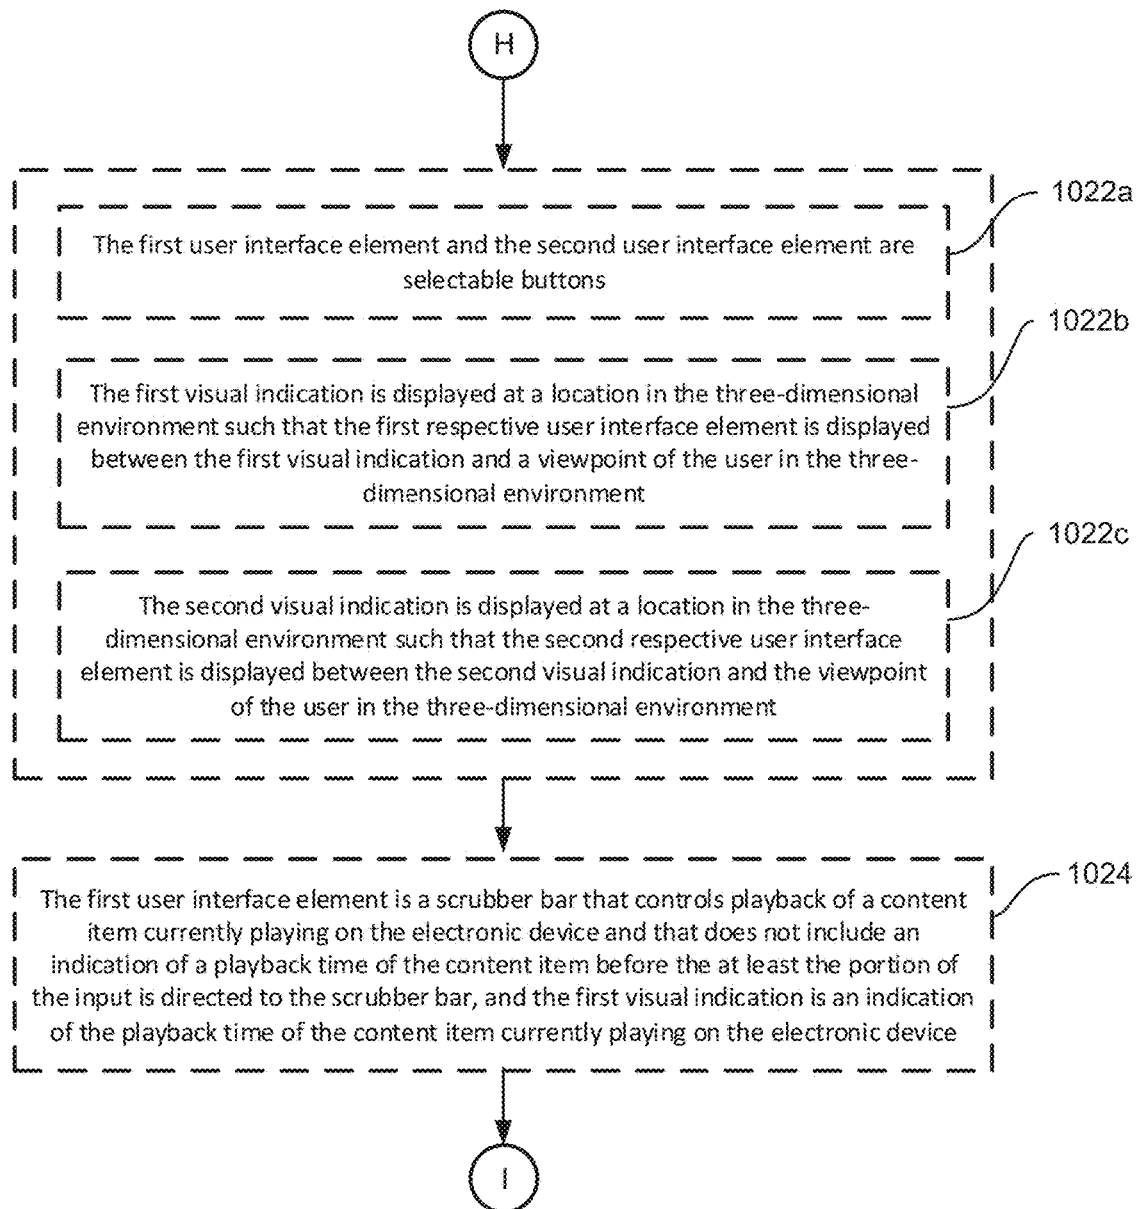 H
1022a
The first user interface element and the second user interface element are
selectable buttons
1022b
The first visual indication is displayed at a location in the three-dimensional
environment such that the first respective user interface element is displayed
between the first visual indication and a viewpoint of the user in the three-
dimensional environment
1022c
The second visual indication is displayed at a location in the three-
dimensional environment such that the second respective user interface
element is displayed between the second visual indication and the viewpoint
of the user in the three-dimensional environment
1024
The first user interface element is a scrubber bar that controls playback of a content
item currently playing on the electronic device and that does not include an
indication of a playback time of the content item before the at least the portion of
the input is directed to the scrubber bar, and the first visual indication is an indication
of the playback time of the content item currently playing on the electronic device
I